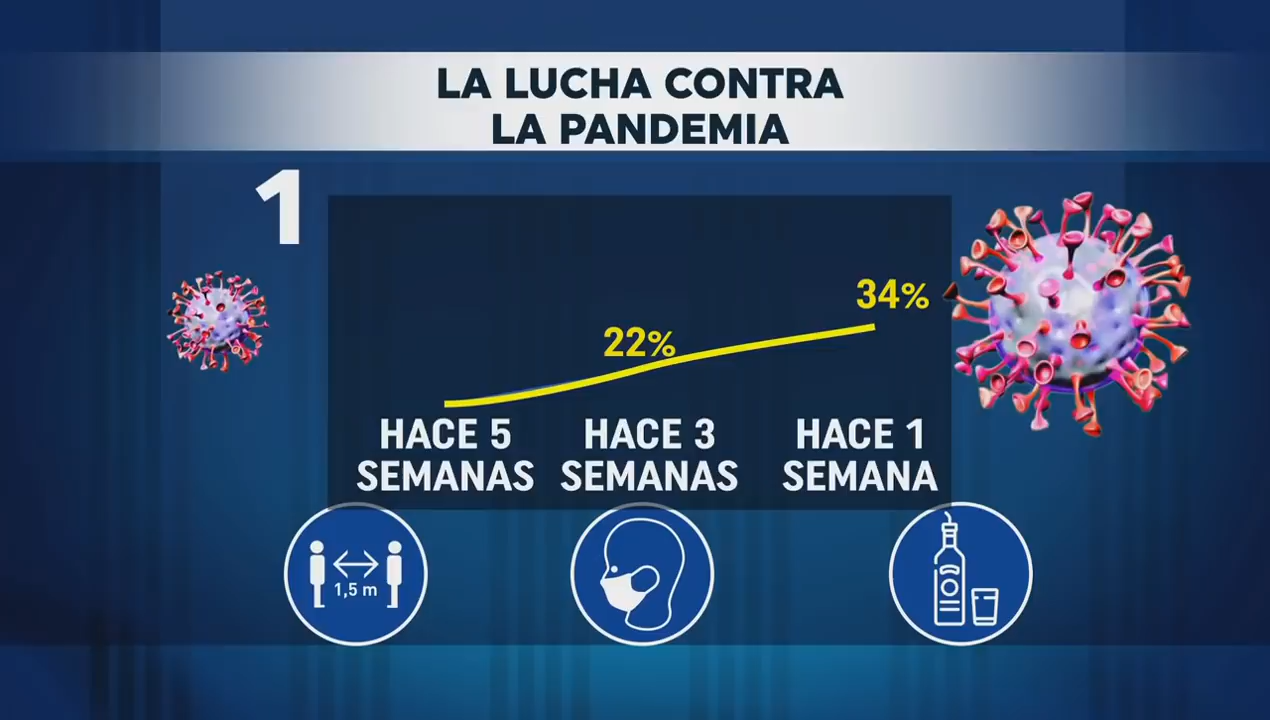 LA LUCHA CONTRA
LA PANDEMIA
1
34%
22%
HACE 5
SEMANAS
HACE 3
SEMANAS
HACE 1
SEMANA
1,5 m